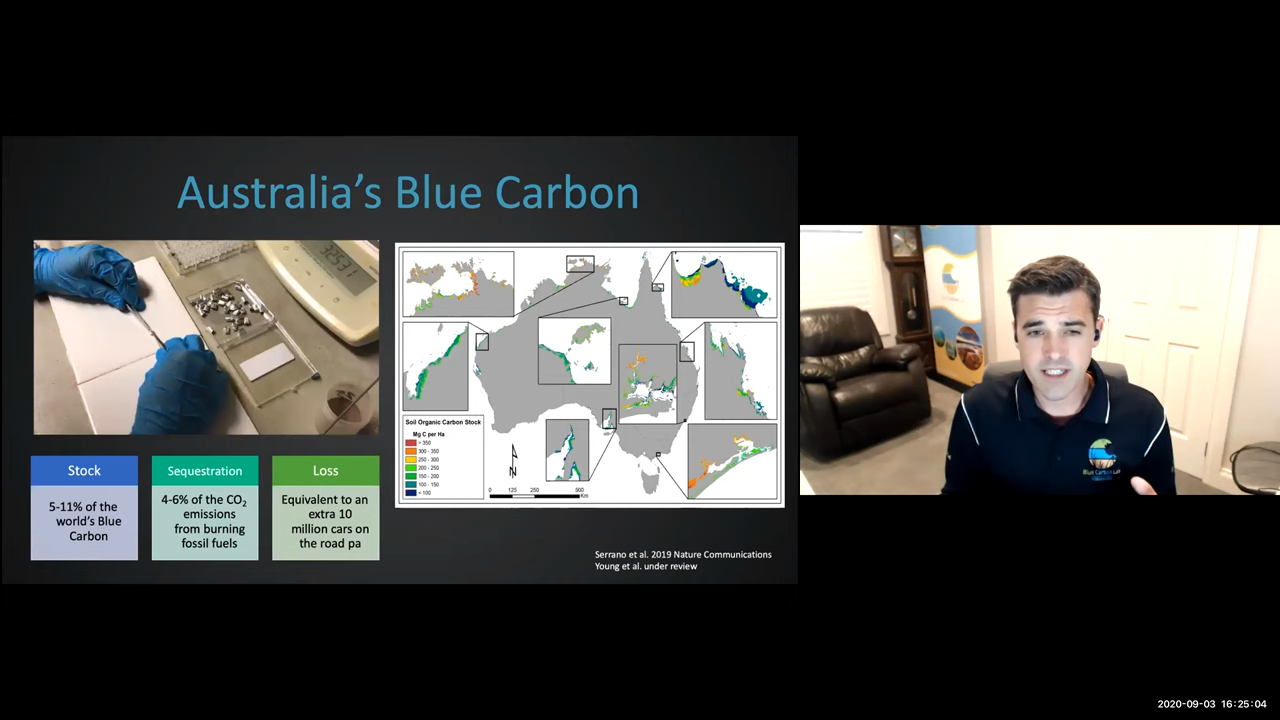 Australia's Blue Carbon
Stock
5-11% of the
world's Blue
Carbon
Sequestration
4-6% of the CO2
emissions
from burning
fossil fuels
Loss
Equivalent to an
extra 10
million cars on
the road pa
Soil Organic Carbon Stock
Mg C per Ha
> 350
300 - 350
250 - 300
200 - 250
150 - 200
100 - 150
< 100
N
0 125 250 500
Km
Serrano et al. 2019 Nature Communications
Young et al. under review
Blue Carbon Lab
2020-09-03 16:25:04